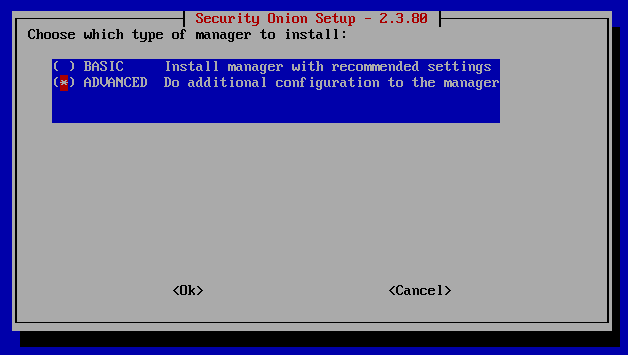 Security Onion Setup - 2.3.80
Choose which type of manager to install:
( ) BASIC Install manager with recommended settings
(*) ADVANCED Do additional configuration to the manager
<Ok> <Cancel>